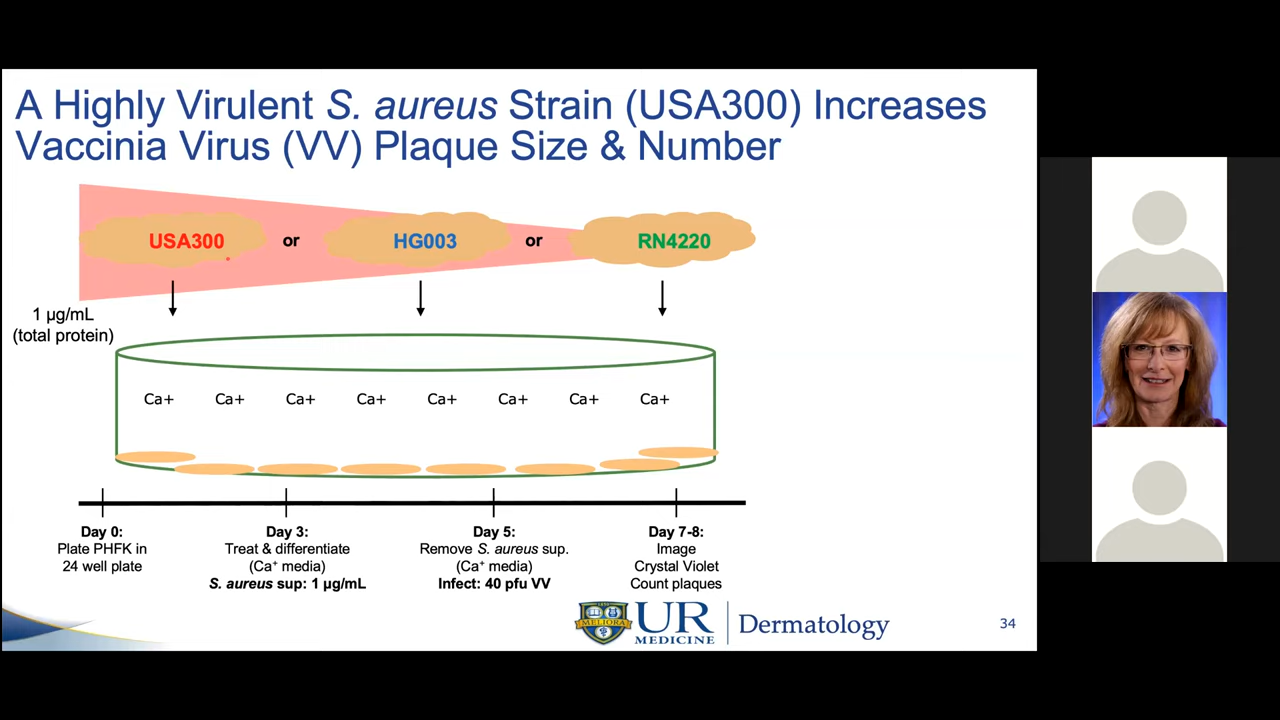 A Highly Virulent S. aureus Strain (USA300) Increases
Vaccinia Virus (VV) Plaque Size & Number
USA300 or HG003 or RN4220
1 µg/mL
(total protein)
Ca+ Ca+ Ca+ Ca+ Ca+ Ca+ Ca+ Ca+
Day 0:
Plate PHFK in
24 well plate
Day 3:
Treat & differentiate
(Ca⁺ media)
S. aureus sup: 1 µg/mL
Day 5:
Remove S. aureus sup.
(Ca⁺ media)
Infect: 40 pfu VV
Day 7-8:
Image
Crystal Violet
Count plaques
MELIORA
UR
MEDICINE
Dermatology
34